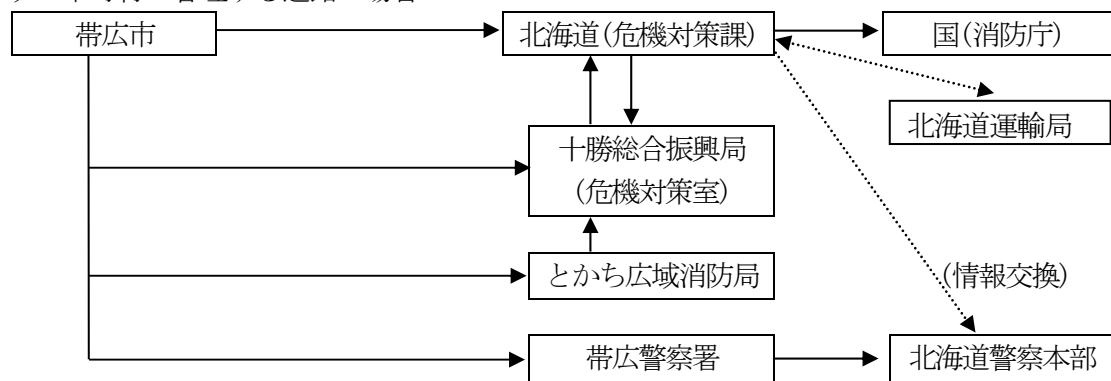 帯広市
北海道(危機対策課)
国(消防庁)
北海道運輸局
十勝総合振興局
(危機対策室)
とかち広域消防局
(情報交換)
帯広警察署
北海道警察本部